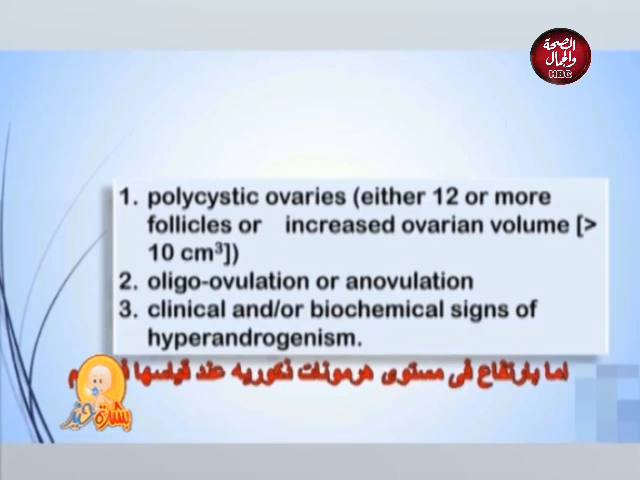 الصحة
والجمال
HBC
1. polycystic ovaries (either 12 or more
follicles or increased ovarian volume [>
10 cm³])
2. oligo-ovulation or anovulation
3. clinical and/or biochemical signs of
hyperandrogenism.
اما بارتفاع فى مستوى هرمونات ذكوريه عند قياسها
بشرة خير